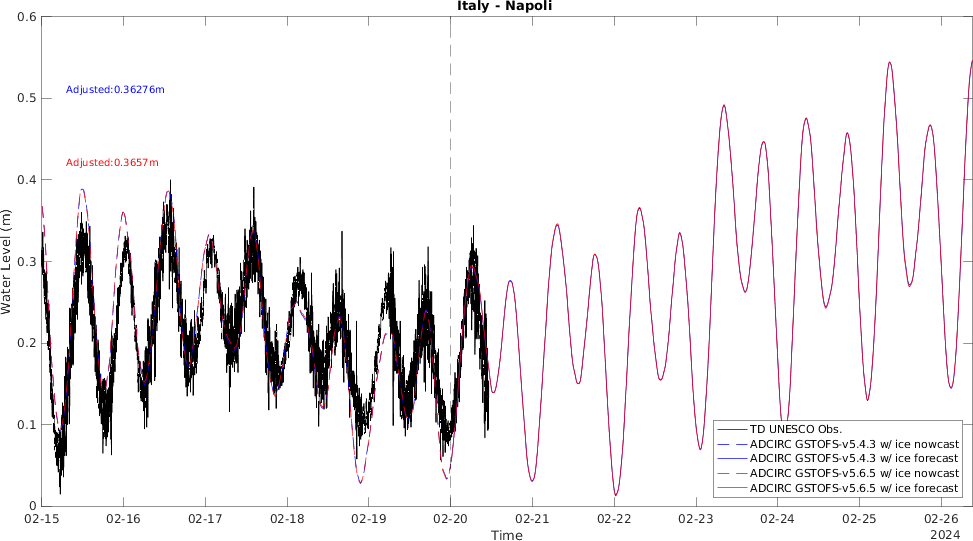 Italy - Napoli
0.6
0.5
0.4
0.3
0.2
0.1
0
Water Level (m)
Adjusted:0.36276m
Adjusted:0.3657m
TD UNESCO Obs.
ADCIRC GSTOFS-v5.4.3 w/ ice nowcast
ADCIRC GSTOFS-v5.4.3 w/ ice forecast
ADCIRC GSTOFS-v5.6.5 w/ ice nowcast
ADCIRC GSTOFS-v5.6.5 w/ ice forecast
02-15 02-16 02-17 02-18 02-19 02-20 02-21 02-22 02-23 02-24 02-25 02-26
Time
2024